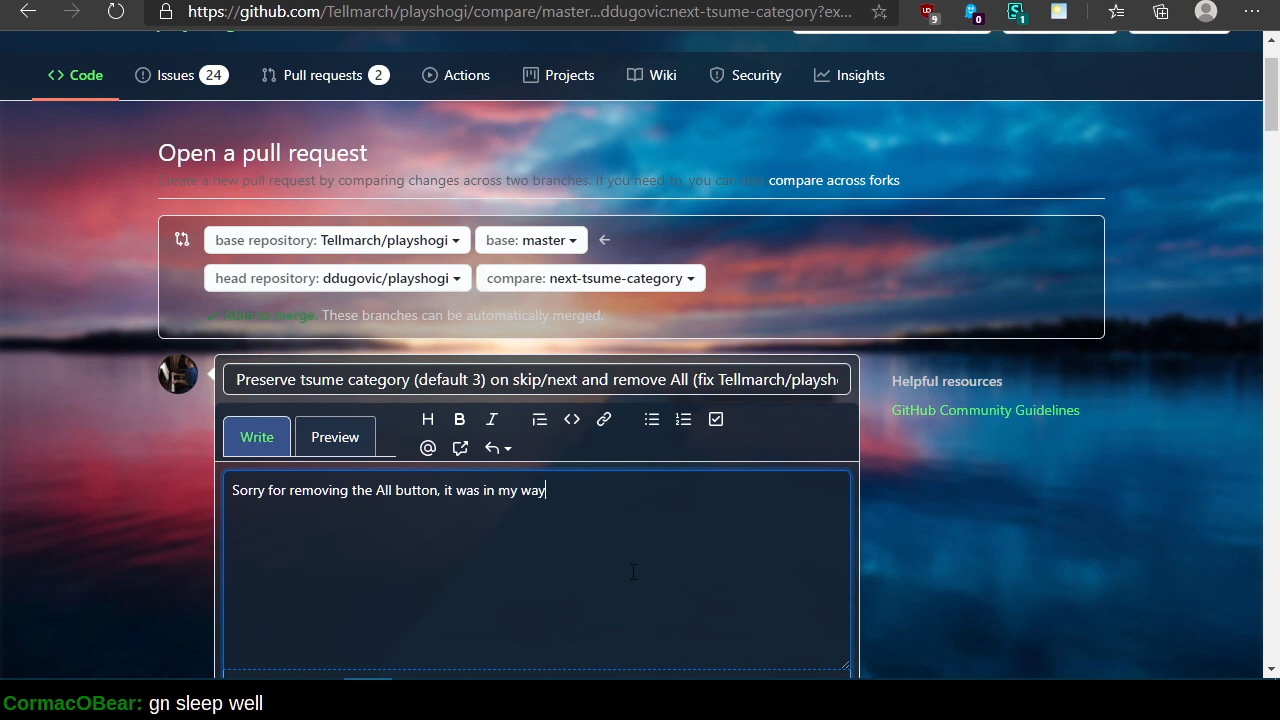 https://github.com/Tellmarch/playshogi/compare/master...ddugovic:next-tsume-category?ex...
9
0
1
Code
Issues 24
Pull requests 2
Actions
Projects
Wiki
Security
Insights
Open a pull request
Create a new pull request by comparing changes across two branches. If you need to, you can also compare across forks.
base repository: Tellmarch/playshogi
base: master
head repository: ddugovic/playshogi
compare: next-tsume-category
Able to merge. These branches can be automatically merged.
Preserve tsume category (default 3) on skip/next and remove All (fix Tellmarch/playsh
Helpful resources
GitHub Community Guidelines
Write
Preview
Sorry for removing the All button, it was in my way
CormacOBear: gn sleep well